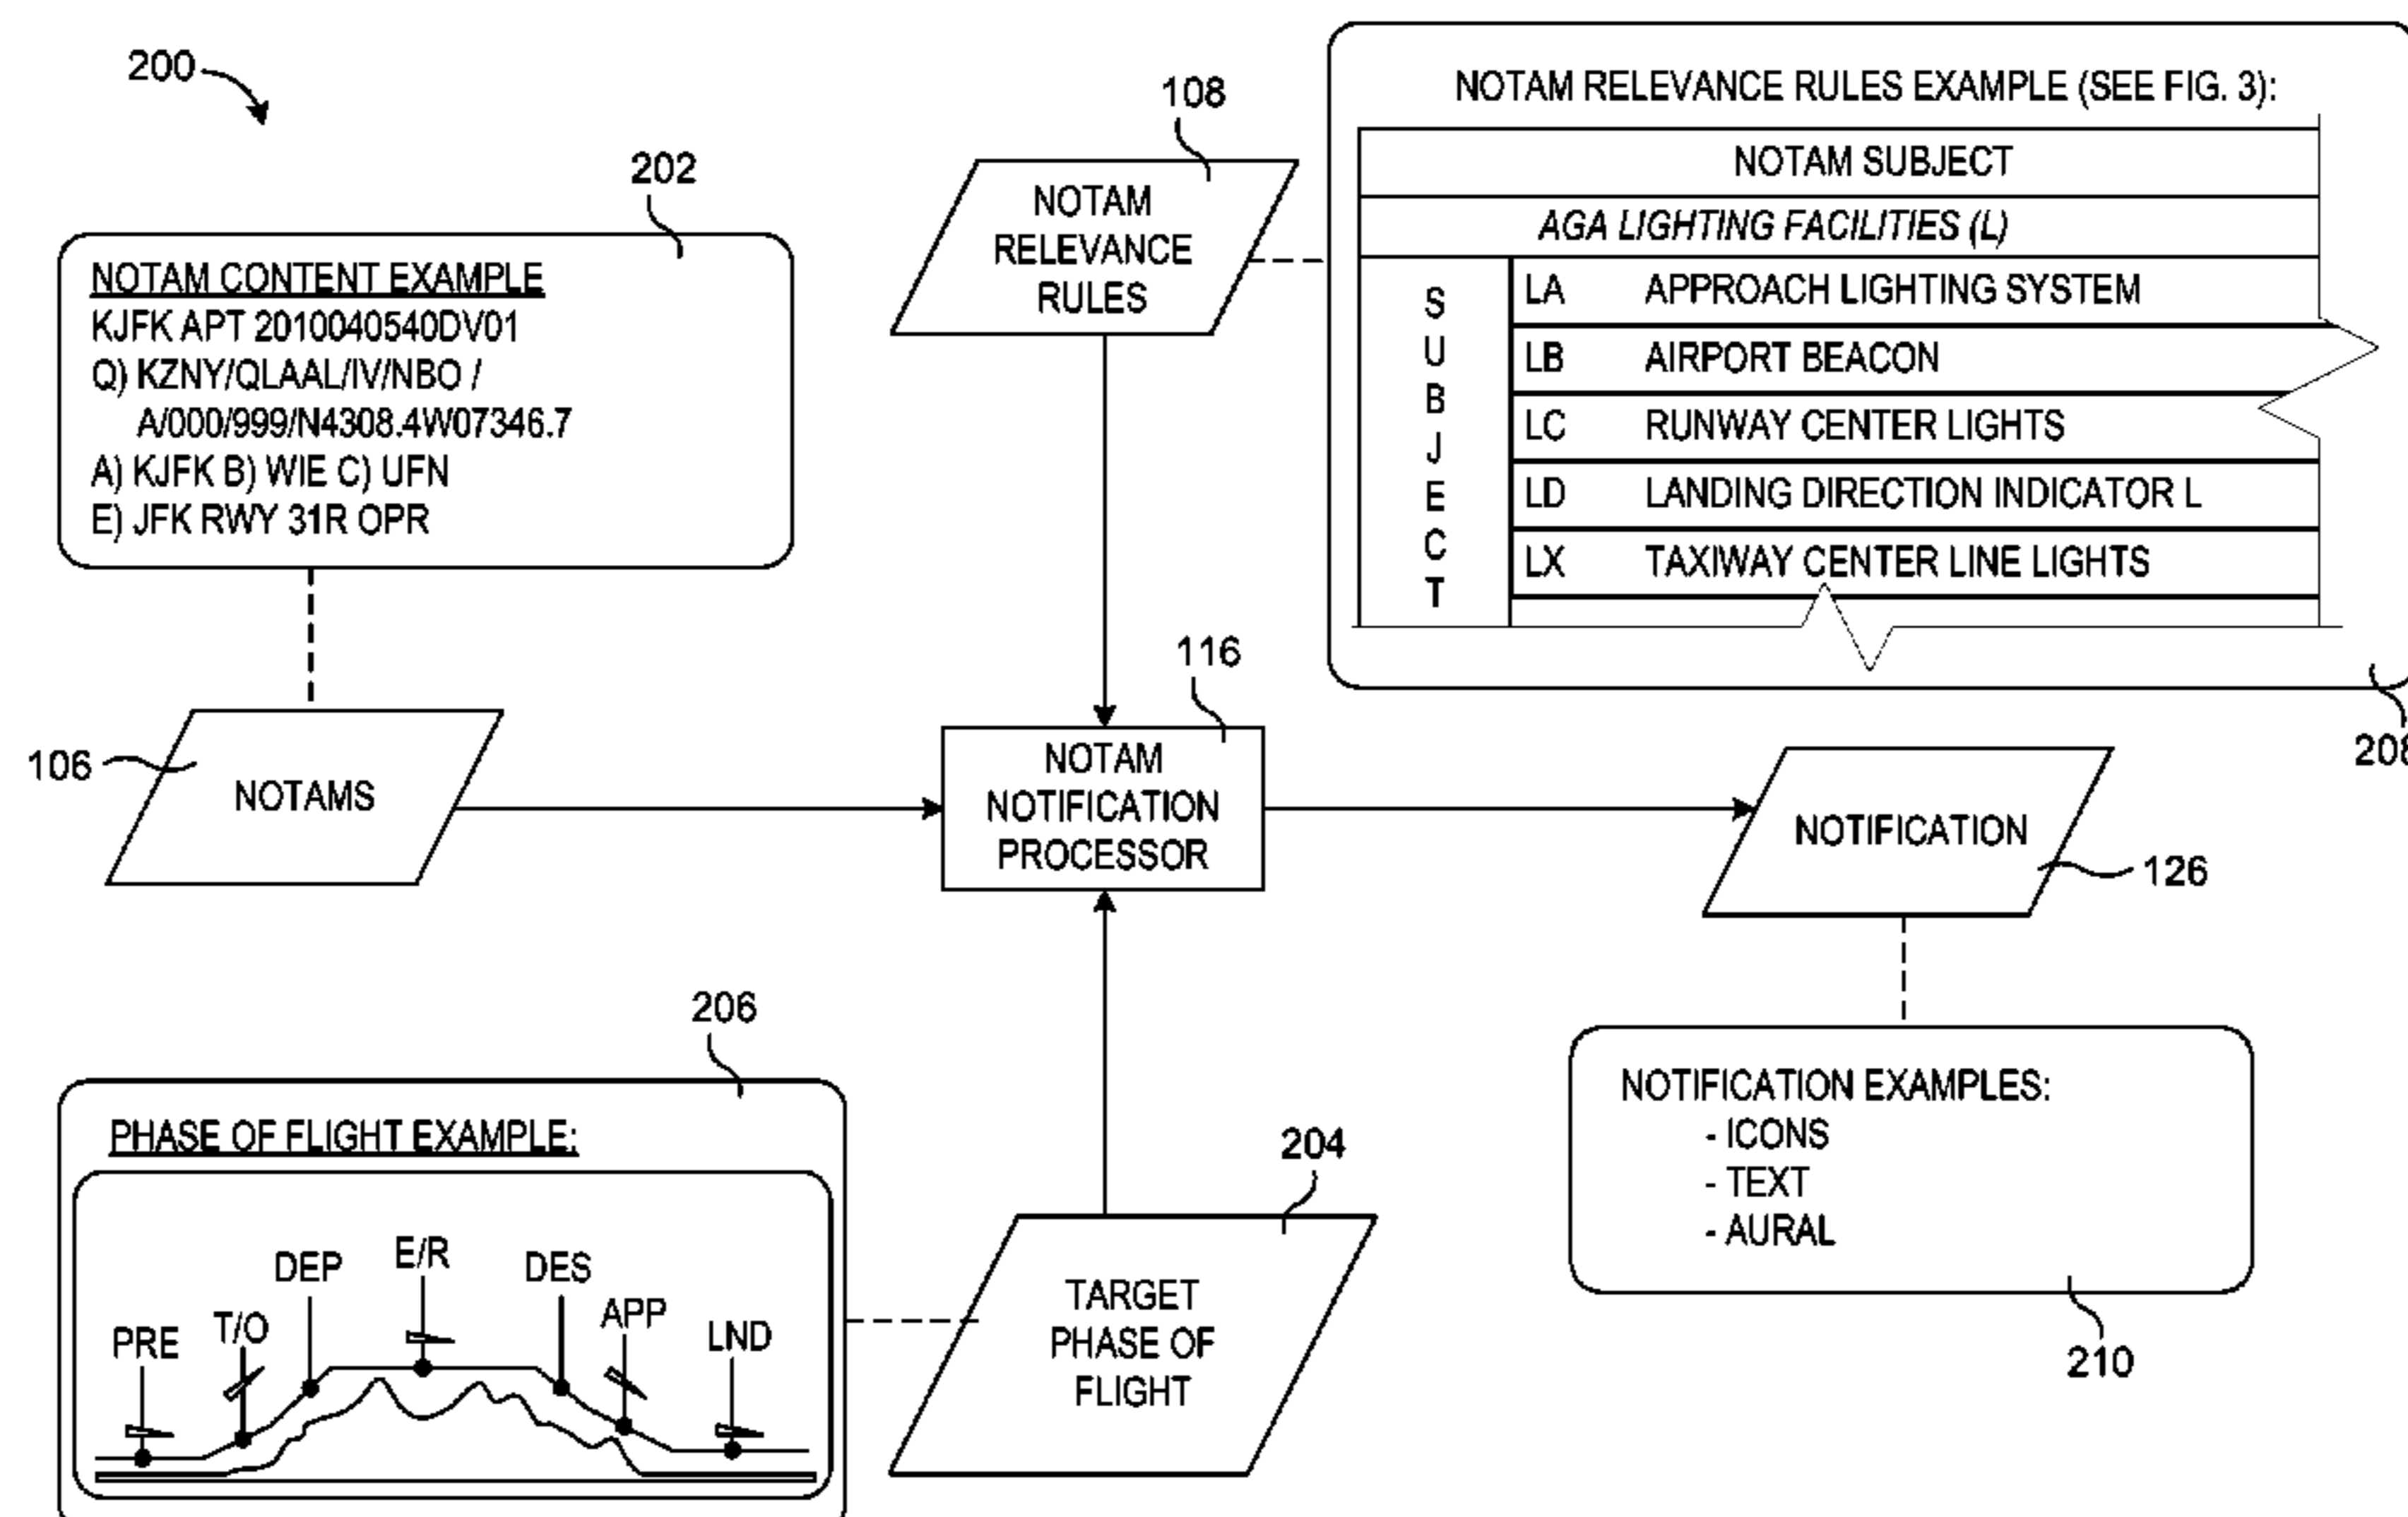 200
202
NOTAM CONTENT EXAMPLE
KJFK APT 2010040540DV01
Q) KZNY/QLAAL/IV/NBO /
A/000/999/N4308.4W07346.7
A) KJFK B) WIE C) UFN
E) JFK RWY 31R OPR
108
NOTAM
RELEVANCE
RULES
NOTAM RELEVANCE RULES EXAMPLE (SEE FIG. 3):
NOTAM SUBJECT
AGA LIGHTING FACILITIES (L)
SUBJECT
LA APPROACH LIGHTING SYSTEM
LB AIRPORT BEACON
LC RUNWAY CENTER LIGHTS
LD LANDING DIRECTION INDICATOR L
LX TAXIWAY CENTER LINE LIGHTS
208
106
NOTAMS
116
NOTAM
NOTIFICATION
PROCESSOR
NOTIFICATION
126
206
PHASE OF FLIGHT EXAMPLE:
PRE
T/O
DEP
E/R
DES
APP
LND
204
TARGET
PHASE OF
FLIGHT
NOTIFICATION EXAMPLES:
- ICONS
- TEXT
- AURAL
210